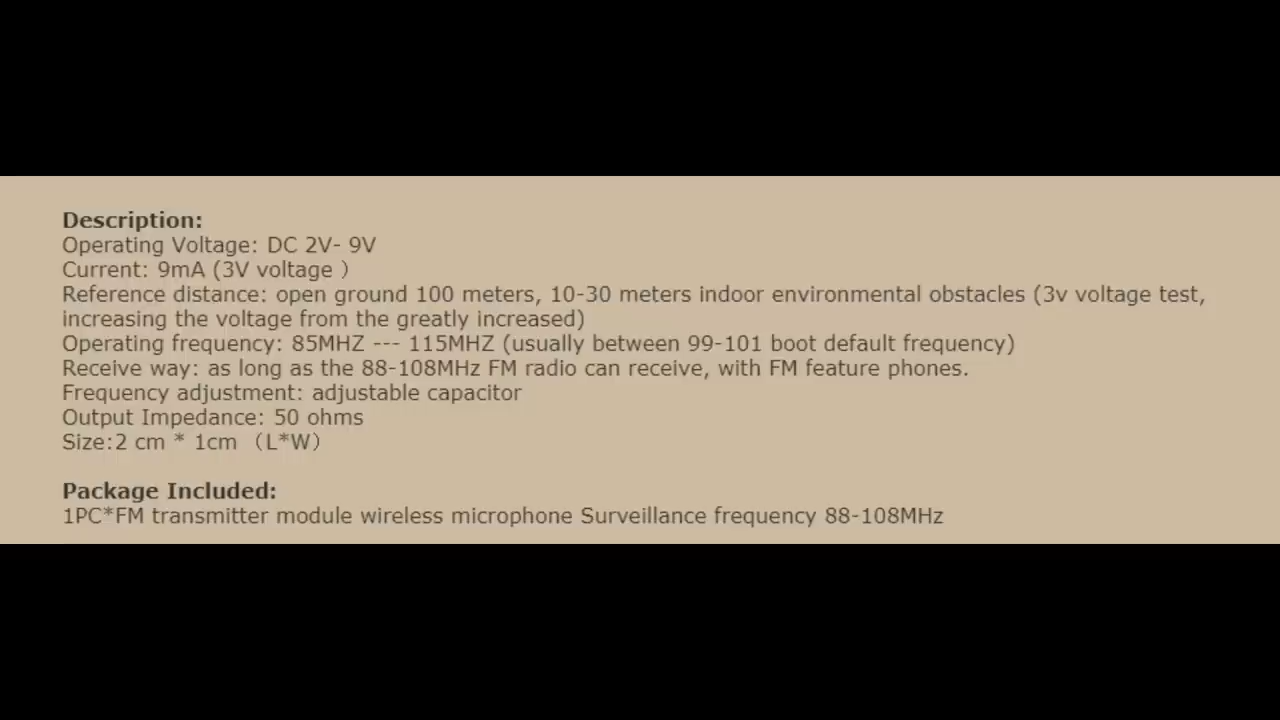 Description:
Operating Voltage: DC 2V- 9V
Current: 9mA (3V voltage ）
Reference distance: open ground 100 meters, 10-30 meters indoor environmental obstacles (3v voltage test,
increasing the voltage from the greatly increased)
Operating frequency: 85MHZ --- 115MHZ (usually between 99-101 boot default frequency)
Receive way: as long as the 88-108MHz FM radio can receive, with FM feature phones.
Frequency adjustment: adjustable capacitor
Output Impedance: 50 ohms
Size:2 cm * 1cm （L*W）
Package Included:
1PC*FM transmitter module wireless microphone Surveillance frequency 88-108MHz